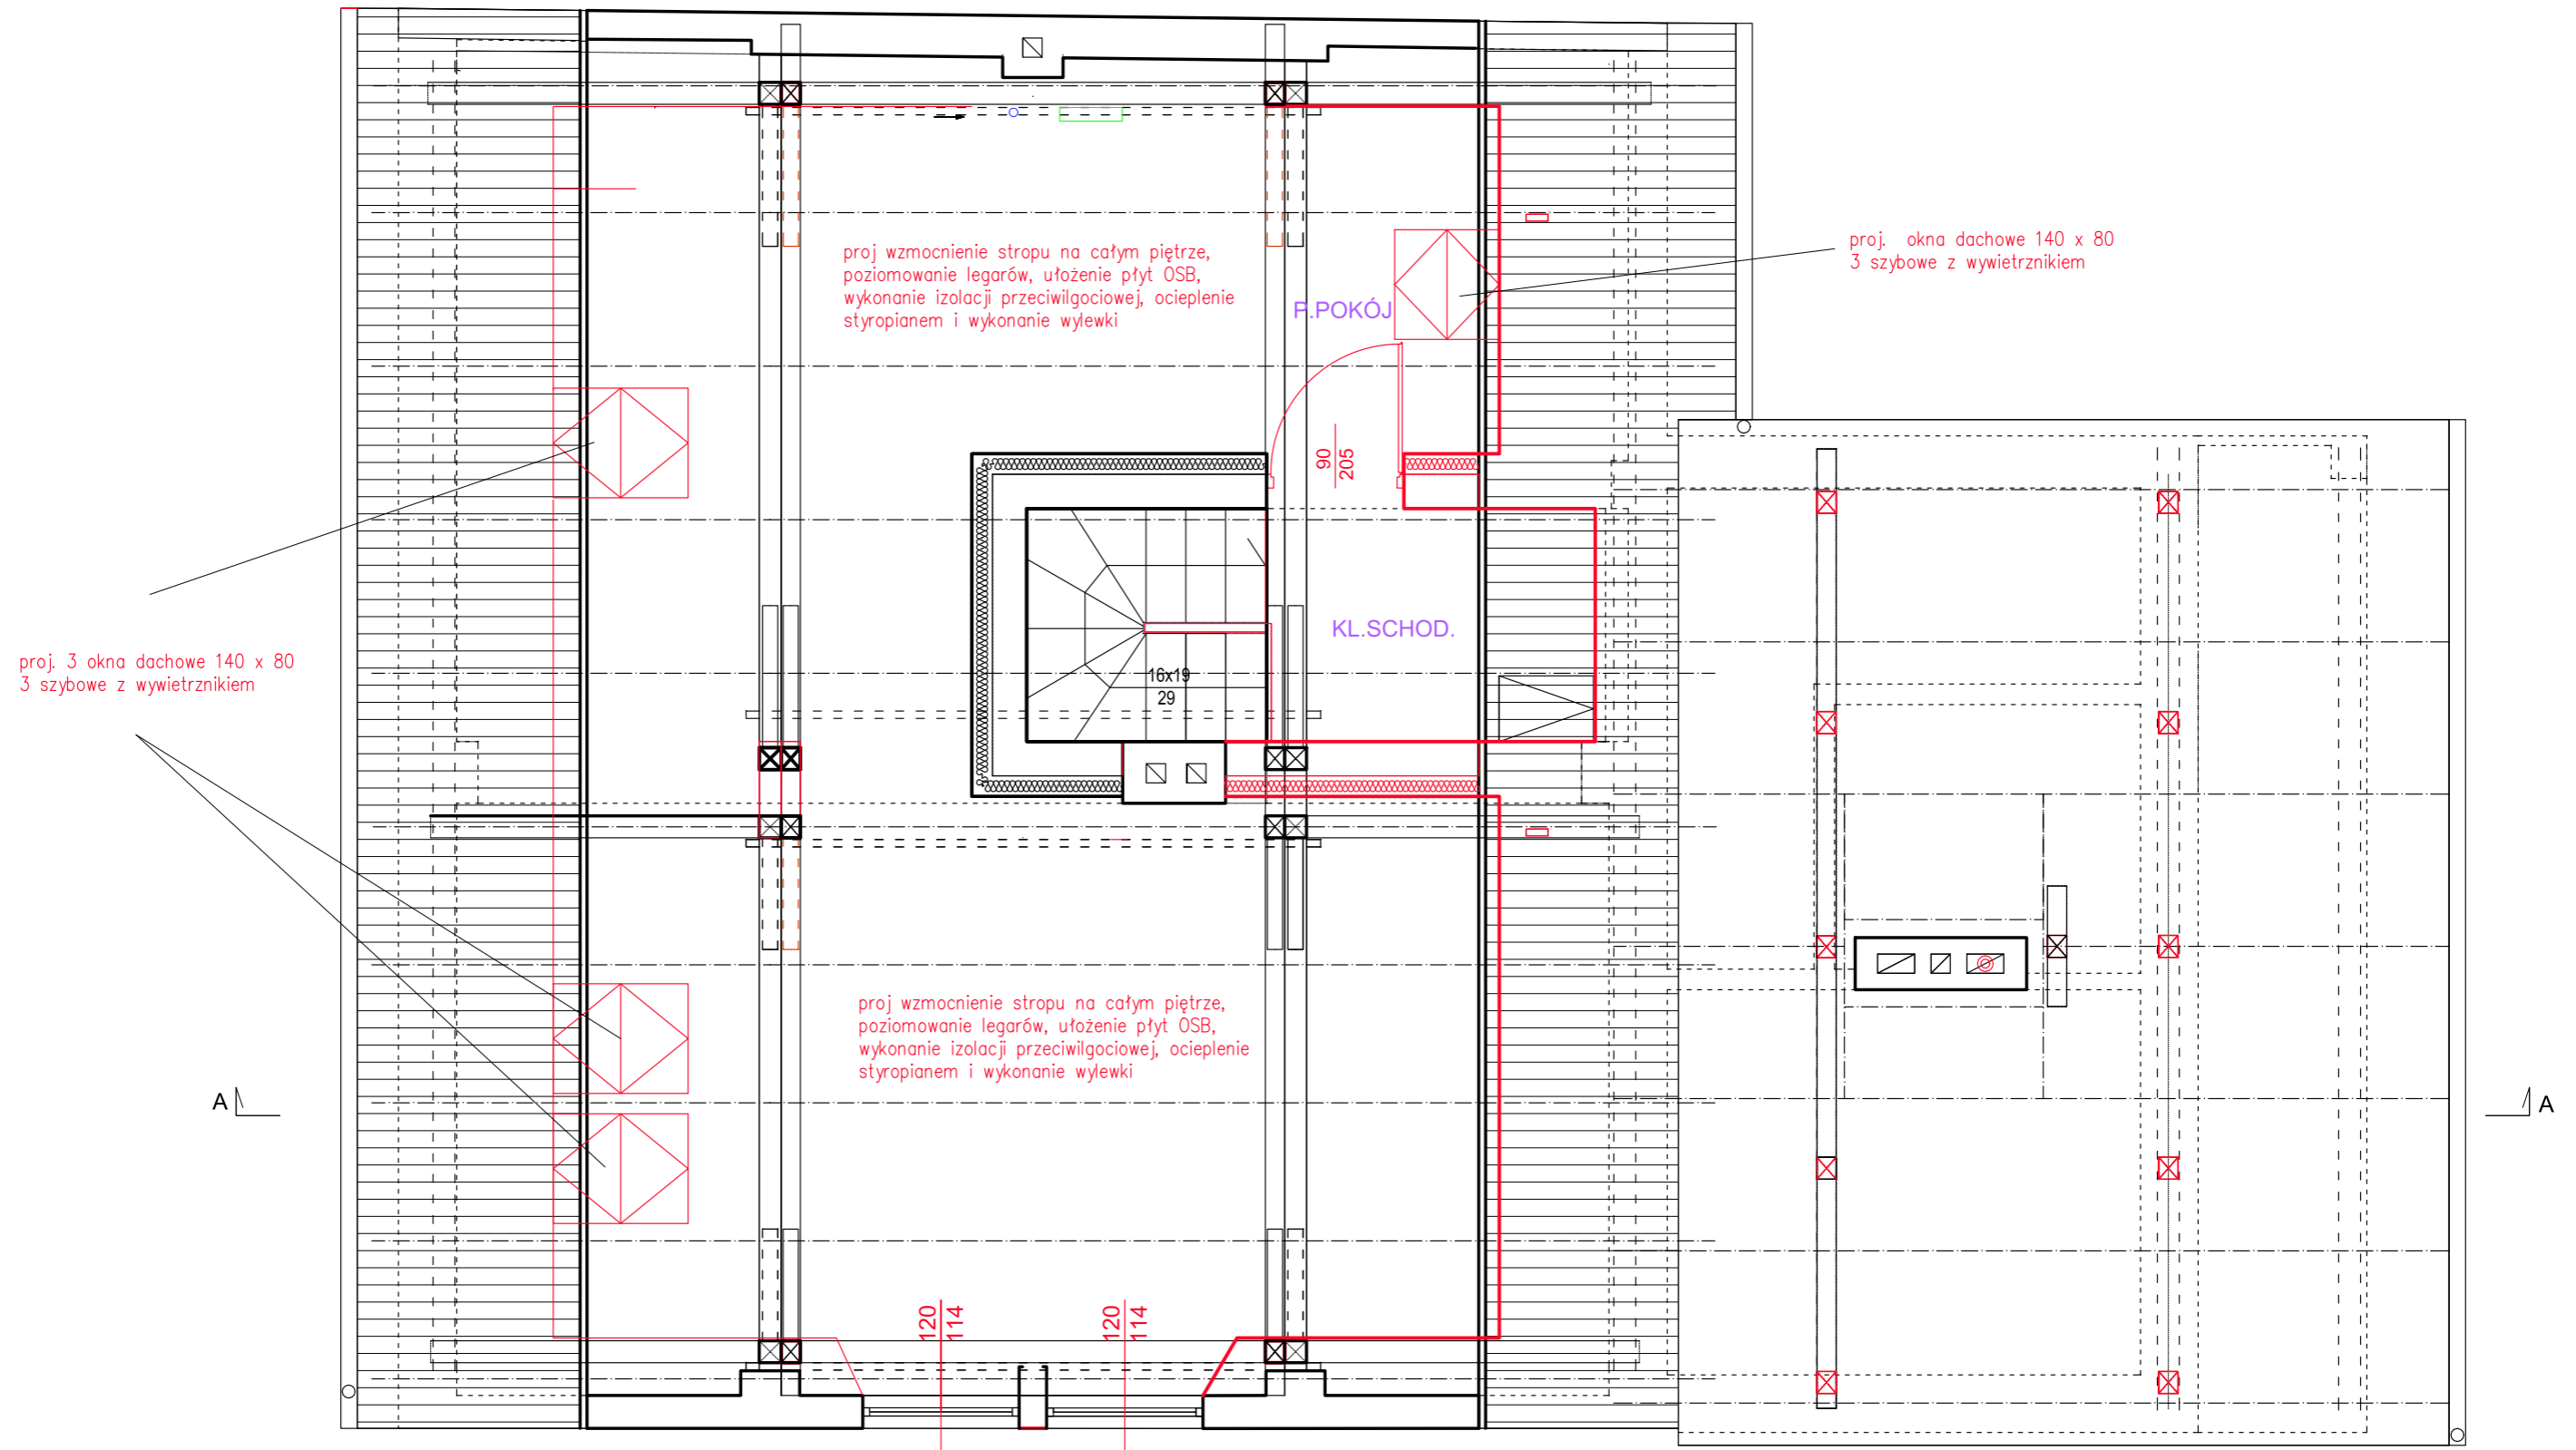 proj wzmocnienie stropu na całym piętrze,
poziomowanie legarów, ułożenie płyt OSB,
wykonanie izolacji przeciwilgociowej, ocieplenie
styropianem i wykonanie wylewki
P.POKÓJ
proj. okna dachowe 140 x 80
3 szybowe z wywietrznikiem
90
205
KL.SCHOD.
16x19
29
proj. 3 okna dachowe 140 x 80
3 szybowe z wywietrznikiem
proj wzmocnienie stropu na całym piętrze,
poziomowanie legarów, ułożenie płyt OSB,
wykonanie izolacji przeciwilgociowej, ocieplenie
styropianem i wykonanie wylewki
A
A
120
114
120
114